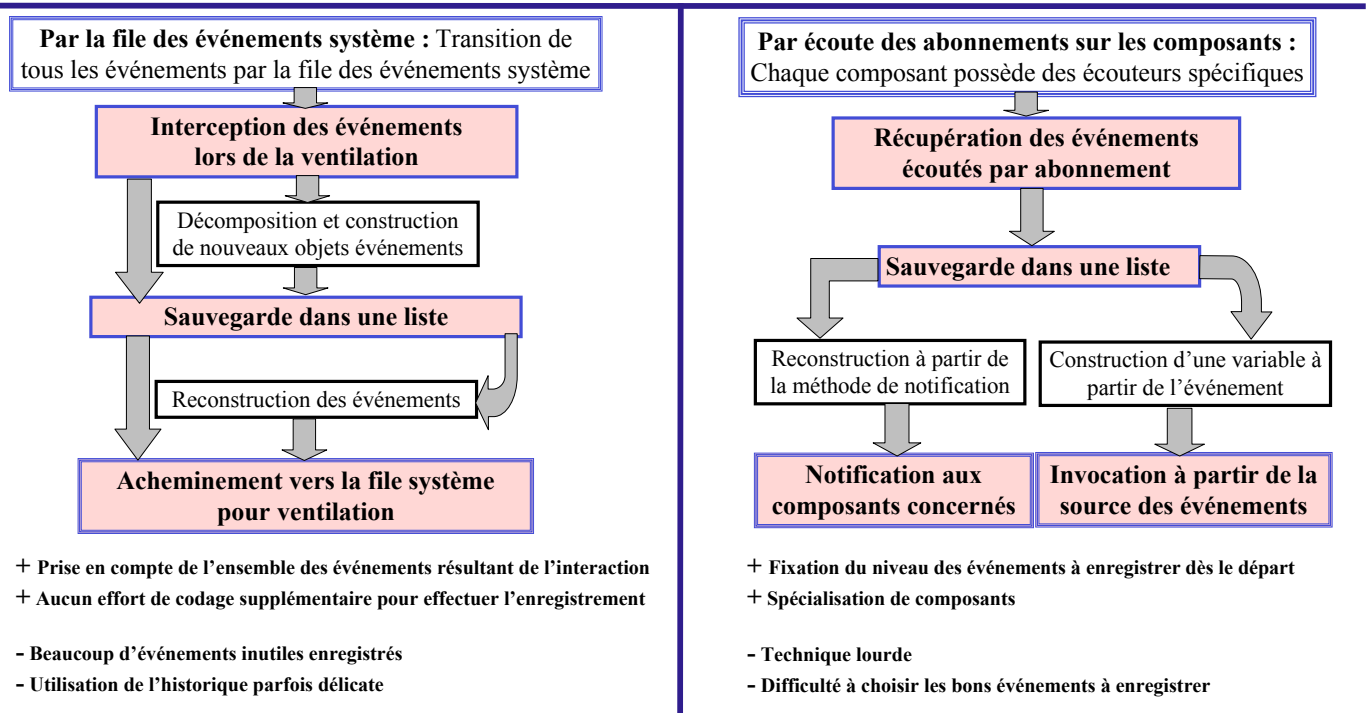 Par la file des événements système : Transition de
tous les événements par la file des événements système
Interception des événements
lors de la ventilation
Décomposition et construction
de nouveaux objets événements
Sauvegarde dans une liste
Reconstruction des événements
Acheminement vers la file système
pour ventilation
+ Prise en compte de l’ensemble des événements résultant de l’interaction
+ Aucun effort de codage supplémentaire pour effectuer l’enregistrement
- Beaucoup d’événements inutiles enregistrés
- Utilisation de l’historique parfois délicate
Par écoute des abonnements sur les composants :
Chaque composant possède des écouteurs spécifiques
Récupération des événements
écoutés par abonnement
Sauvegarde dans une liste
Reconstruction à partir de
la méthode de notification
Construction d’une variable à
partir de l’événement
Notification aux
composants concernés
Invocation à partir de la
source des événements
+ Fixation du niveau des événements à enregistrer dès le départ
+ Spécialisation de composants
- Technique lourde
- Difficulté à choisir les bons événements à enregistrer